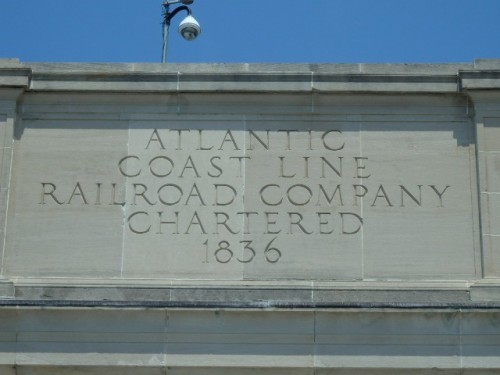 ATLANTIC
COAST LINE
RAILROAD COMPANY
CHARTERED
1836